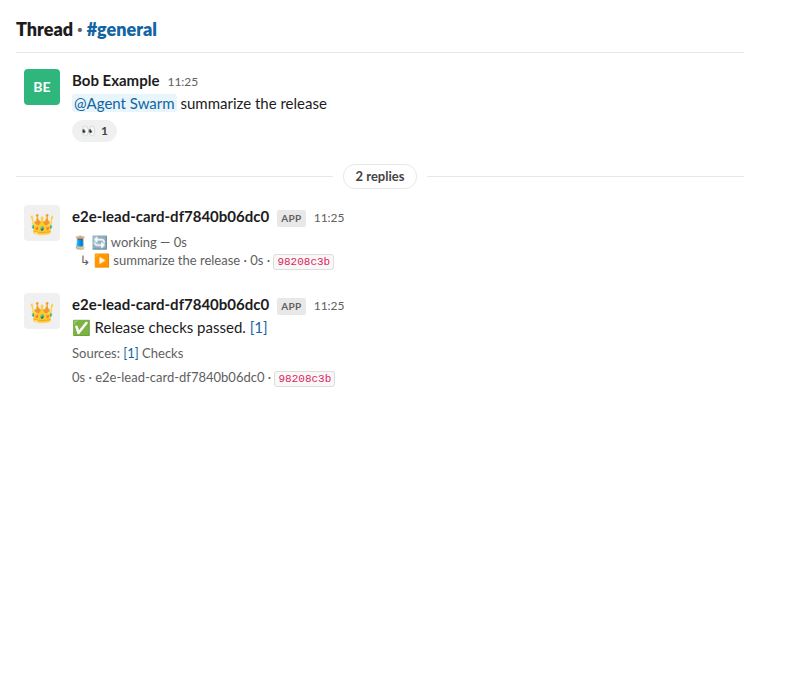 Thread • #general
BE
Bob Example 11:25
@Agent Swarm summarize the release
👀 1
2 replies
e2e-lead-card-df7840b06dc0 APP 11:25
🧵 🔄 working — 0s
↳ ▶️ summarize the release · 0s · 98208c3b
e2e-lead-card-df7840b06dc0 APP 11:25
✅ Release checks passed. [1]
Sources: [1] Checks
0s · e2e-lead-card-df7840b06dc0 · 98208c3b